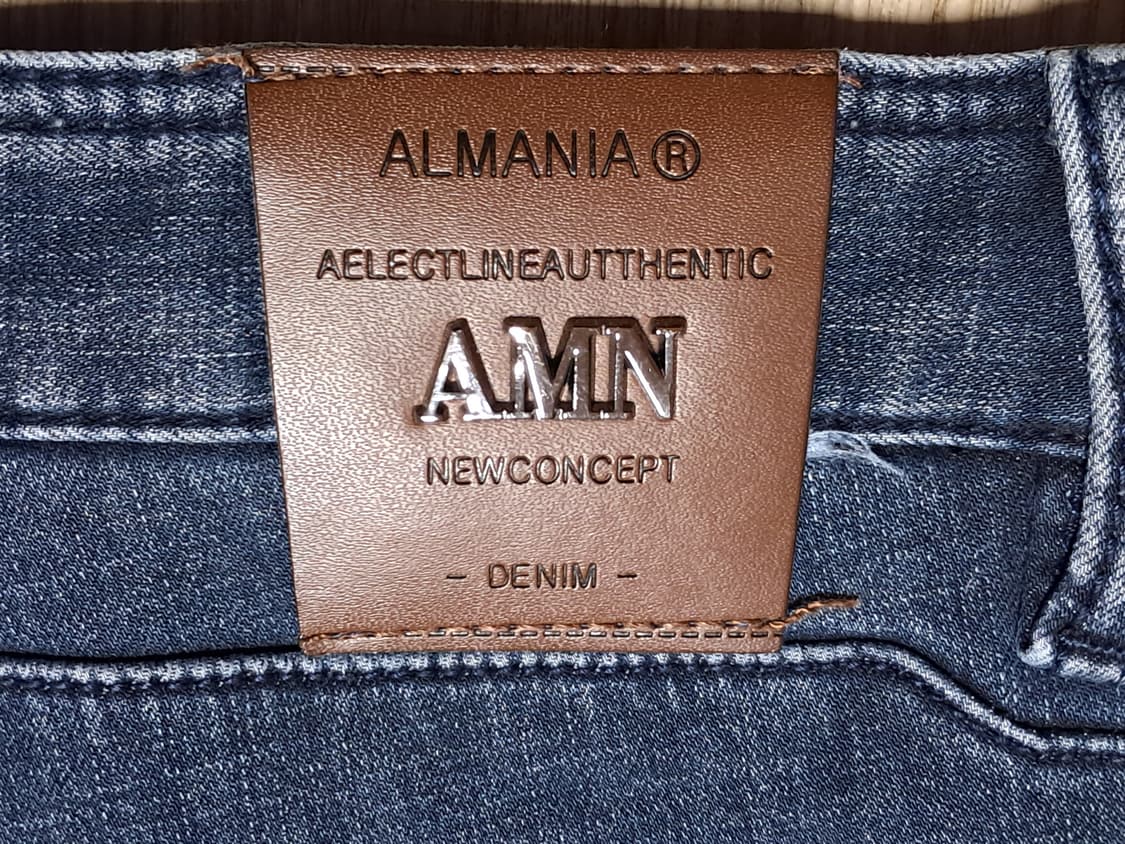 ALMANIA ®
AELECTLINEAUTTHENTIC
AMN
NEWCONCEPT
- DENIM -